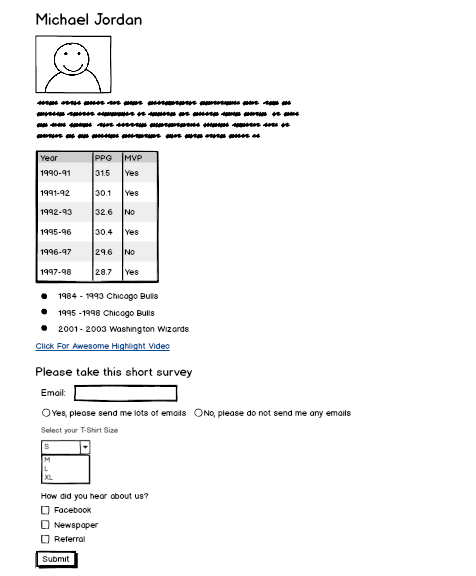 Michael Jordan
Year PPG MVP
1990-91 31.5 Yes
1991-92 30.1 Yes
1992-93 32.6 No
1995-96 30.4 Yes
1996-97 29.6 No
1997-98 28.7 Yes
1984 - 1993 Chicago Bulls
1995 -1998 Chicago Bulls
2001 - 2003 Washington Wizards
Click For Awesome Highlight Video
Please take this short survey
Email:
Yes, please send me lots of emails No, please do not send me any emails
Select your T-Shirt Size
S
M
L
XL
How did you hear about us?
Facebook
Newspaper
Referral
Submit